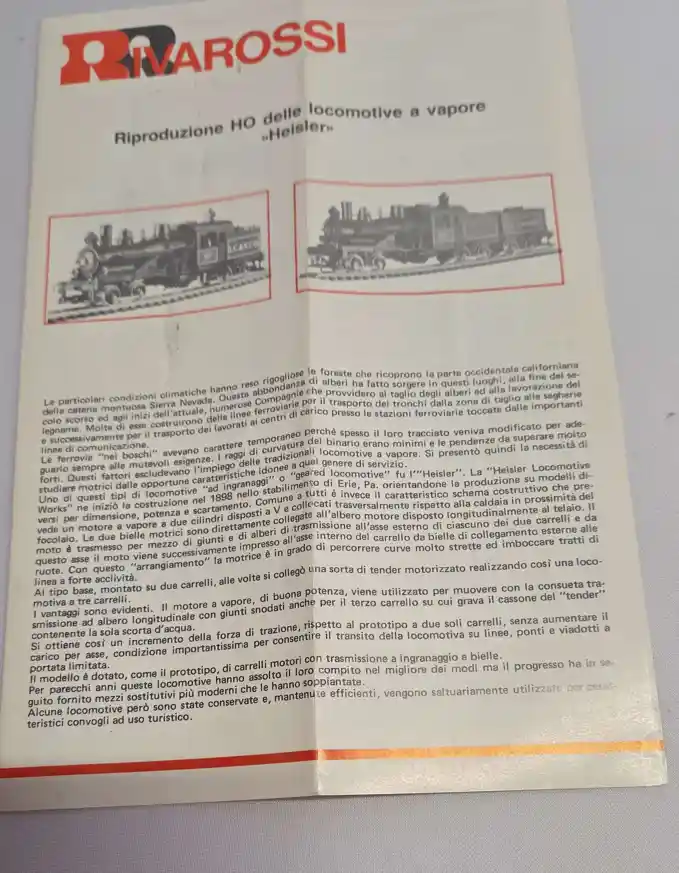 RIVAROSSI
Riproduzione HO delle locomotive a vapore
»Heisler»
Le particolari condizioni climatiche hanno reso rigogliose le foreste che ricoprono la parte occidentale californiana
della catena montuosa Sierra Nevada. Questa abbondanza di alberi ha fatto sorgere in questi luoghi, alla fine del se-
colo scorso ed agli inizi dell'attuale, numerose Compagnie che provvidero al taglio degli alberi ed alla lavorazione del
legname. Molte di esse costruirono delle linee ferroviarie per il trasporto dei tronchi dalla zona di taglio alle segherie
e successivamente per il trasporto dei lavorati ai centri di carico presso le stazioni ferroviarie toccate dalle importanti
linee di comunicazione.
Le ferrovie "nei boschi" avevano carattere temporaneo perchè spesso il loro tracciato veniva modificato per ade-
guarlo sempre alle mutevoli esigenze. I raggi di curvatura del binario erano minimi e le pendenze da superare molto
forti. Questi fattori escludevano l'impiego delle tradizionali locomotive a vapore. Si presentò quindi la necessità di
studiare motrici dalle opportune caratteristiche idonee a quel genere di servizio.
Uno di questi tipi di locomotive "ad ingranaggi" o "geared locomotive" fu l'"Heisler". La "Heisler Locomotive
Works" ne iniziò la costruzione nel 1898 nello stabilimento di Erie, Pa. orientandone la produzione su modelli di-
versi per dimensione, potenza e scartamento. Comune a tutti è invece il caratteristico schema costruttivo che pre-
vede un motore a vapore a due cilindri disposti a V e collocati trasversalmente rispetto alla caldaia in prossimità del
focolaio. Le due bielle motrici sono direttamente collegate all'albero motore disposto longitudinalmente al telaio. Il
moto è trasmesso per mezzo di giunti e di alberi di trasmissione all'asse esterno di ciascuno dei due carrelli e da
questo asse il moto viene successivamente impresso all'asse interno del carrello da bielle di collegamento esterne alle
ruote. Con questo "arrangiamento" la motrice è in grado di percorrere curve molto strette ed imboccare tratti di
linea a forte acclività.
Al tipo base, montato su due carrelli, alle volte si collegò una sorta di tender motorizzato realizzando così una loco-
motiva a tre carrelli.
I vantaggi sono evidenti. Il motore a vapore, di buona potenza, viene utilizzato per muovere con la consueta tra-
smissione ad albero longitudinale con giunti snodati anche per il terzo carrello su cui grava il cassone del "tender"
contenente la sola scorta d'acqua.
Si ottiene così un incremento della forza di trazione, rispetto al prototipo a due soli carrelli, senza aumentare il
carico per asse, condizione importantissima per consentire il transito della locomotiva su linee, ponti e viadotti a
portata limitata.
Il modello è dotato, come il prototipo, di carrelli motori con trasmissione a ingranaggio e bielle.
Per parecchi anni queste locomotive hanno assolto il loro compito nel migliore dei modi ma il progresso ha in se-
guito fornito mezzi sostitutivi più moderni che le hanno soppiantate.
Alcune locomotive però sono state conservate e, mantenute efficienti, vengono saltuariamente utilizzate per
teristici convogli ad uso turistico.